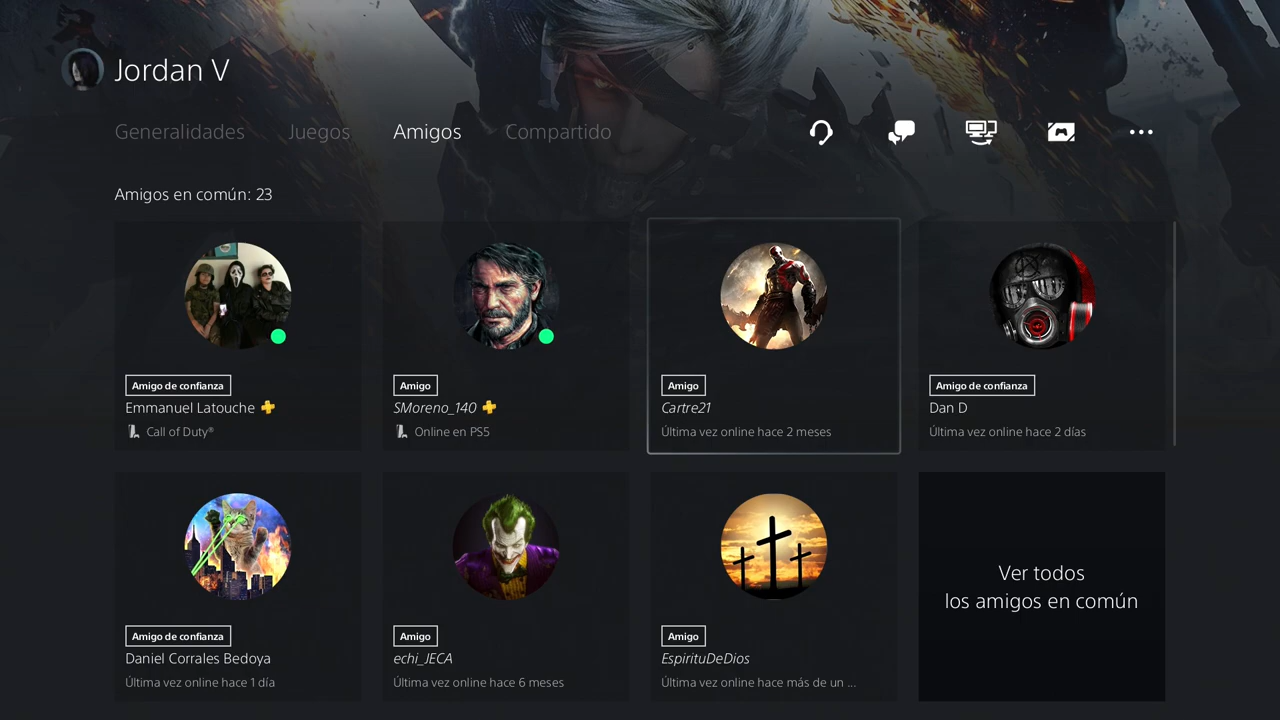 Jordan V
Generalidades Juegos Amigos Compartido
Amigos en común: 23
Amigo de confianza
Emmanuel Latouche
Call of Duty®
Amigo
SMoreno_140
Online en PS5
Amigo
Cartre21
Última vez online hace 2 meses
Amigo de confianza
Dan D
Última vez online hace 2 días
Amigo de confianza
Daniel Corrales Bedoya
Última vez online hace 1 día
Amigo
echi_JECA
Última vez online hace 6 meses
Amigo
EspirituDeDios
Última vez online hace más de un ...
Ver todos
los amigos en común